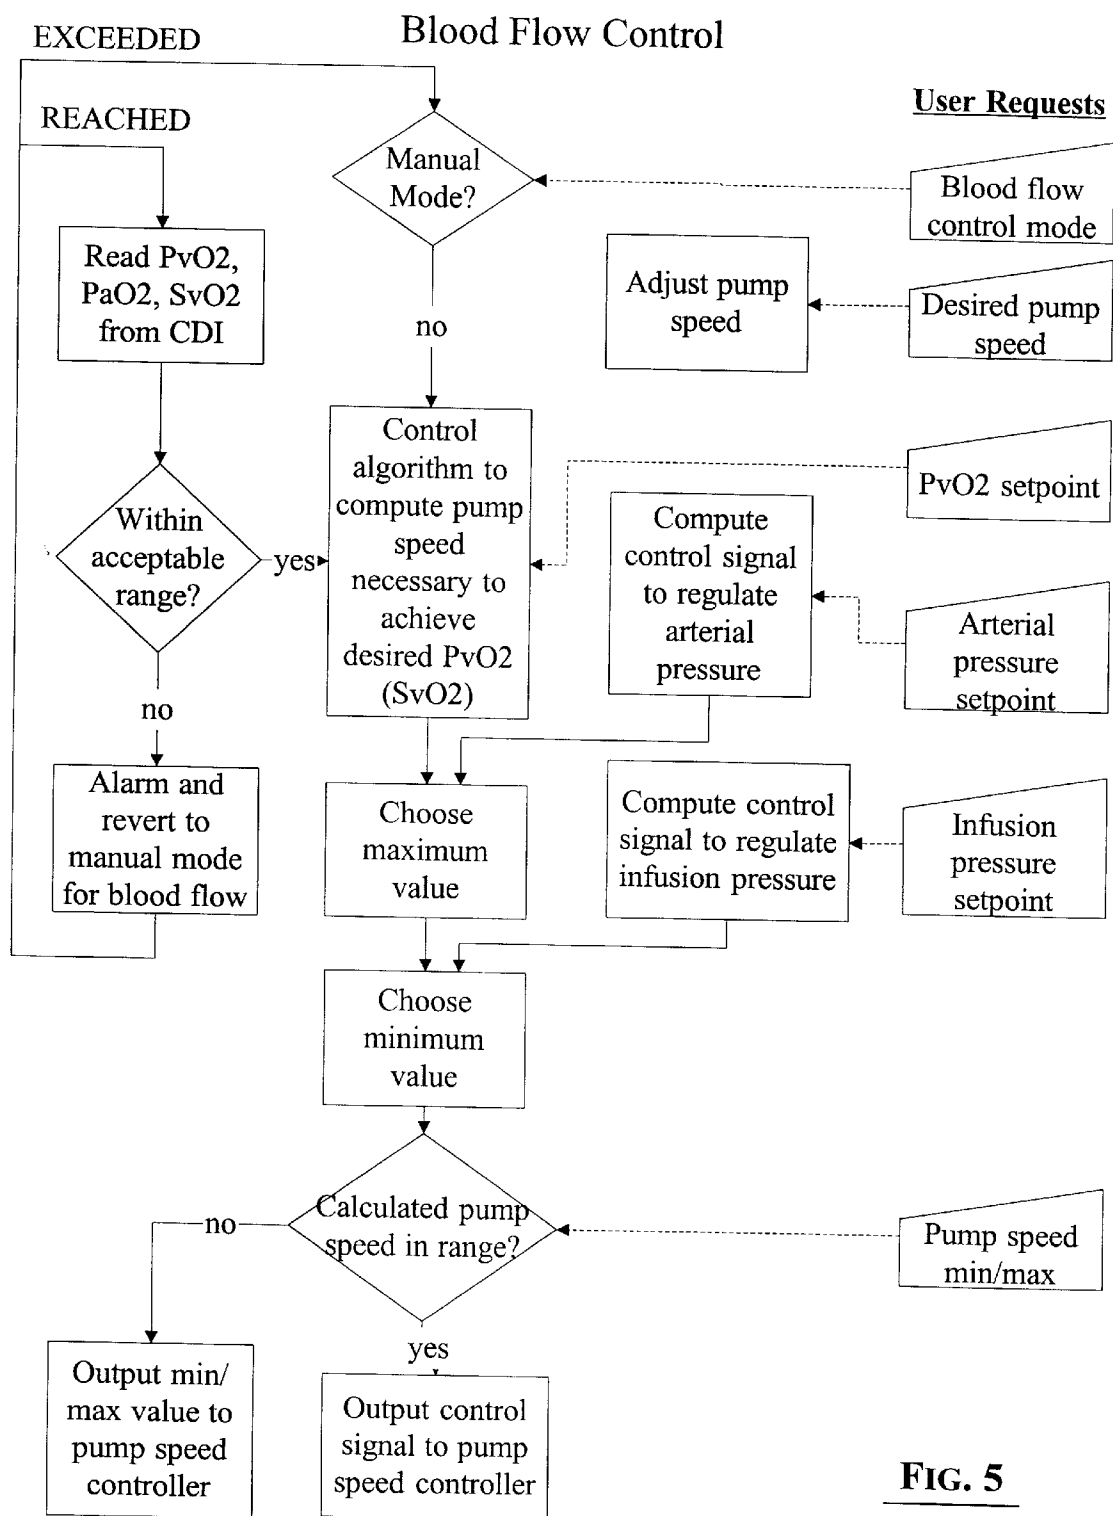 Blood Flow Control
EXCEEDED
REACHED
User Requests
Manual
Mode?
Blood flow
control mode
Read PvO2,
PaO2, SvO2
from CDI
no
Adjust pump
speed
Desired pump
speed
Control
algorithm to
compute pump
speed
necessary to
achieve
desired PvO2
(SvO2)
PvO2 setpoint
Within
acceptable
range?
yes
Compute
control signal
to regulate
arterial
pressure
Arterial
pressure
setpoint
no
Alarm and
revert to
manual mode
for blood flow
Choose
maximum
value
Compute control
signal to regulate
infusion pressure
Infusion
pressure
setpoint
Choose
minimum
value
Calculated pump
speed in range?
no
Pump speed
min/max
yes
Output min/
max value to
pump speed
controller
Output control
signal to pump
speed controller
FIG. 5